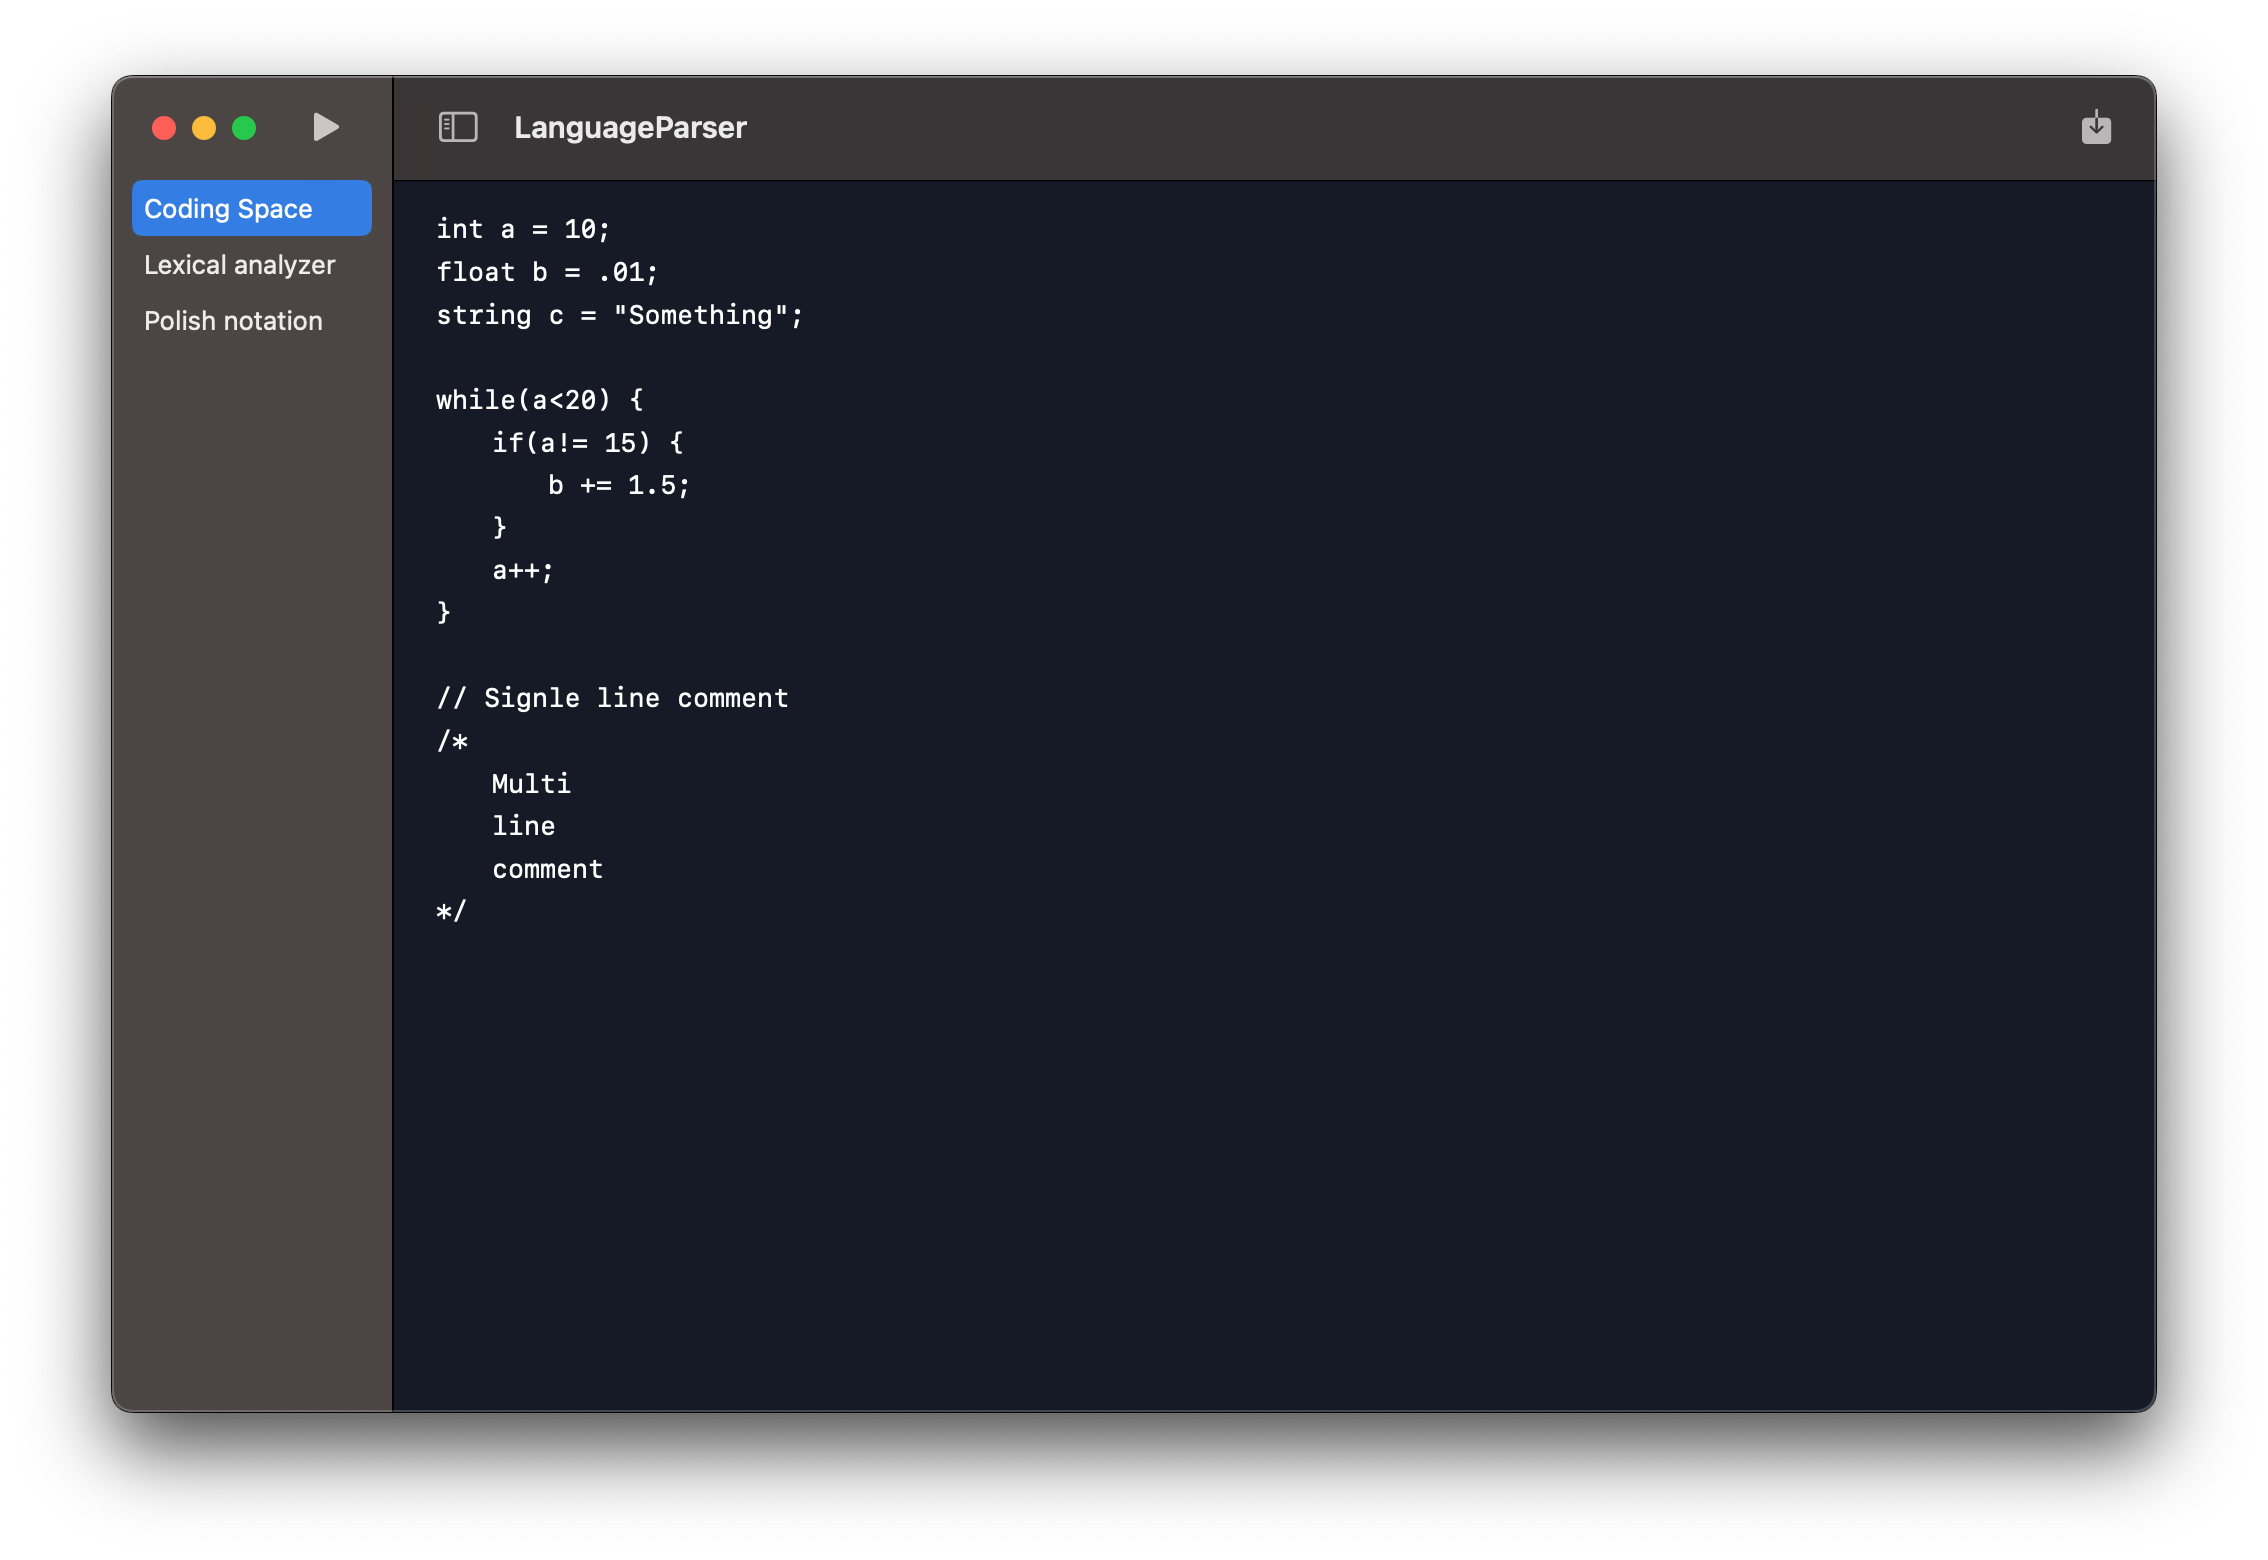 LanguageParser
Coding Space
Lexical analyzer
Polish notation
int a = 10;
float b = .01;
string c = "Something";
while(a<20) {
if(a!= 15) {
b += 1.5;
}
a++;
}
// Signle line comment
/*
Multi
line
comment
*/